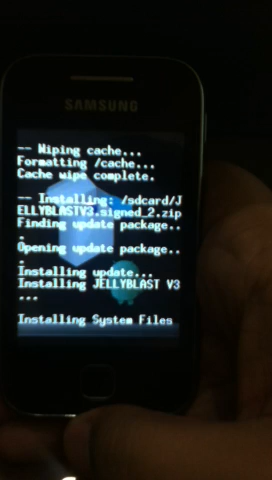 SAMSUNG
-- Wiping cache...
Formatting /cache...
Cache wipe complete.
-- Installing: /sdcard/J
ELLYBLASTV3.signed_2.zip
Finding update package..
.
Opening update package..
.
Installing update...
Installing JELLYBLAST V3
...
Installing System Files